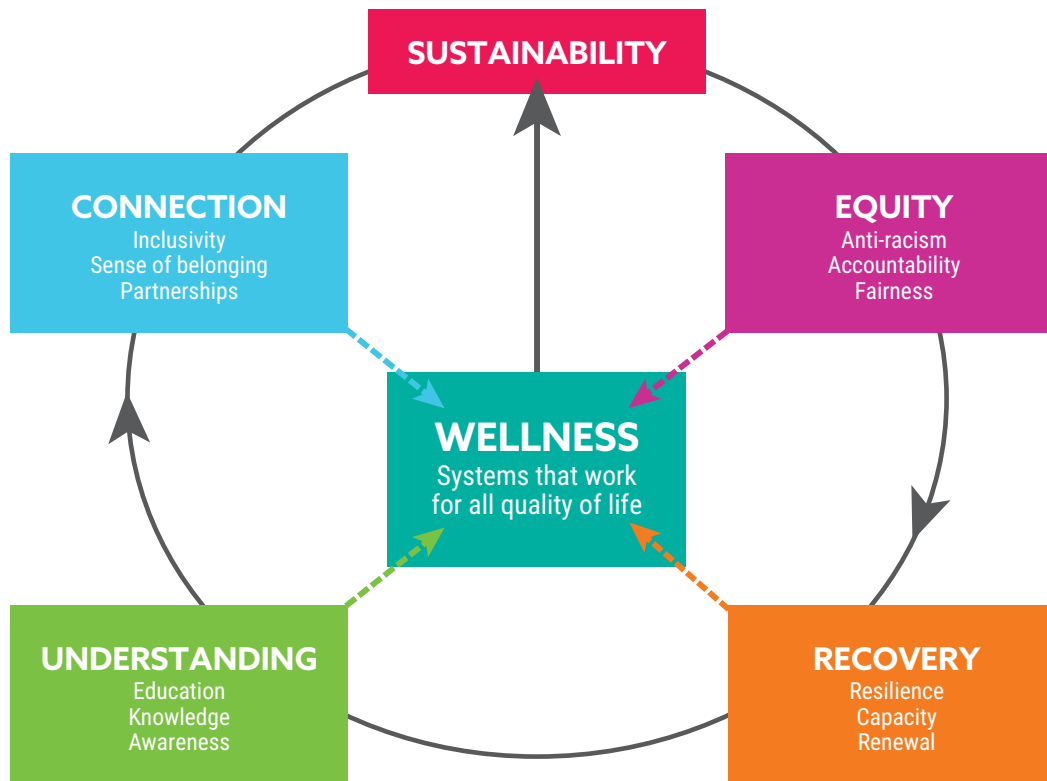 SUSTAINABILITY
CONNECTION
Inclusivity
Sense of belonging
Partnerships
EQUITY
Anti-racism
Accountability
Fairness
WELLNESS
Systems that work
for all quality of life
UNDERSTANDING
Education
Knowledge
Awareness
RECOVERY
Resilience
Capacity
Renewal